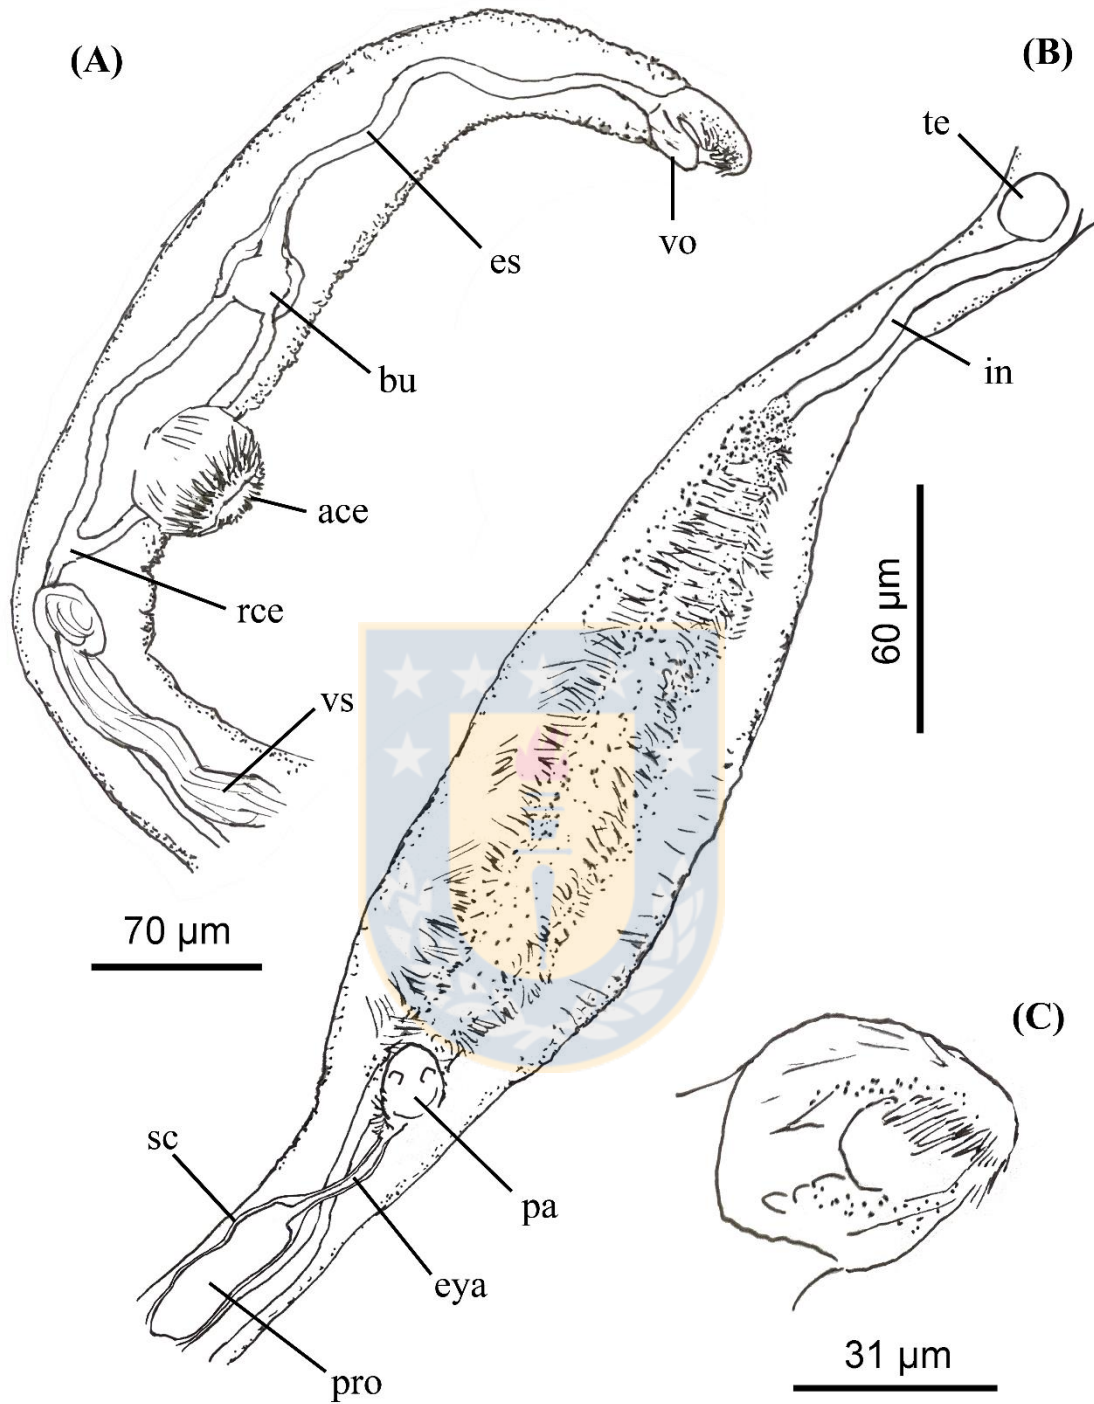 (A)
(B)
te
es
vo
bu
in
ace
rce
60 µm
vs
70 µm
(C)
sc
pa
eya
pro
31 µm